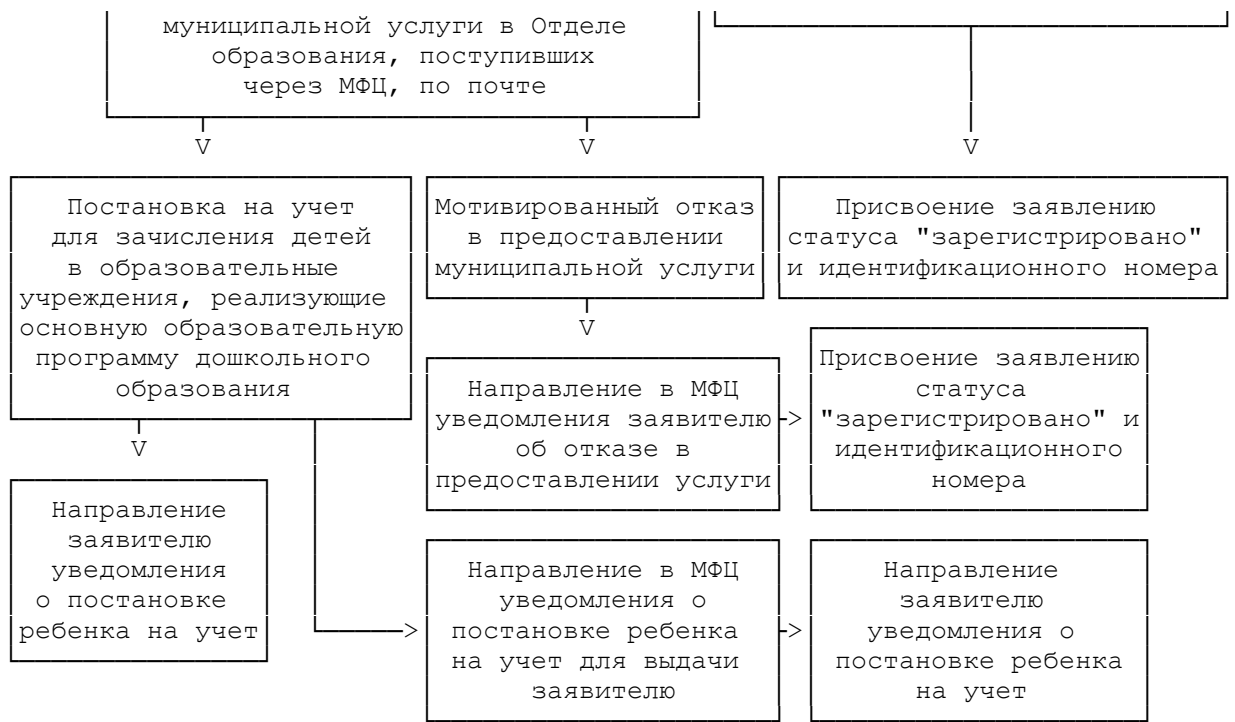 муниципальной услуги в Отделе
образования, поступивших
через МФЦ, по почте
V
V
V
Постановка на учет
для зачисления детей
в образовательные
учреждения, реализующие
основную образовательную
программу дошкольного
образования
Мотивированный отказ
в предоставлении
муниципальной услуги
Присвоение заявлению
статуса "зарегистрировано"
и идентификационного номера
V
Направление в МФЦ
уведомления заявителю
об отказе в
предоставлении услуги
->
Присвоение заявлению
статуса
"зарегистрировано" и
идентификационного
номера
V
Направление
заявителю
уведомления
о постановке
ребенка на учет
>
Направление в МФЦ
уведомления о
постановке ребенка
на учет для выдачи
заявителю
->
Направление
заявителю
уведомления о
постановке ребенка
на учет